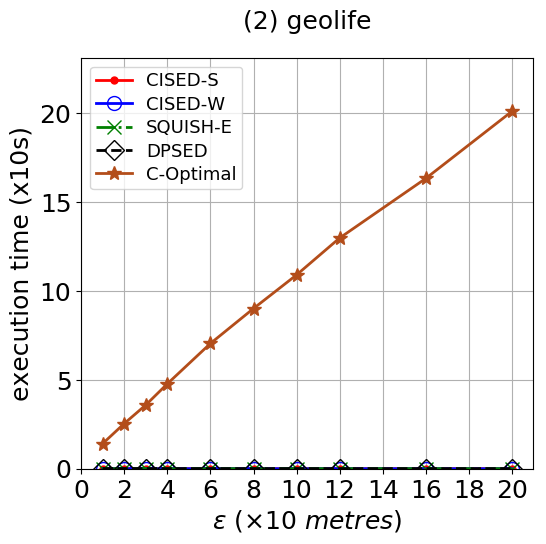 (2) geolife
execution time (x10s)
20
15
10
5
0
CISED-S
CISED-W
SQUISH-E
DPSED
C-Optimal
0 2 4 6 8 10 12 14 16 18 20
ε (×10 metres)